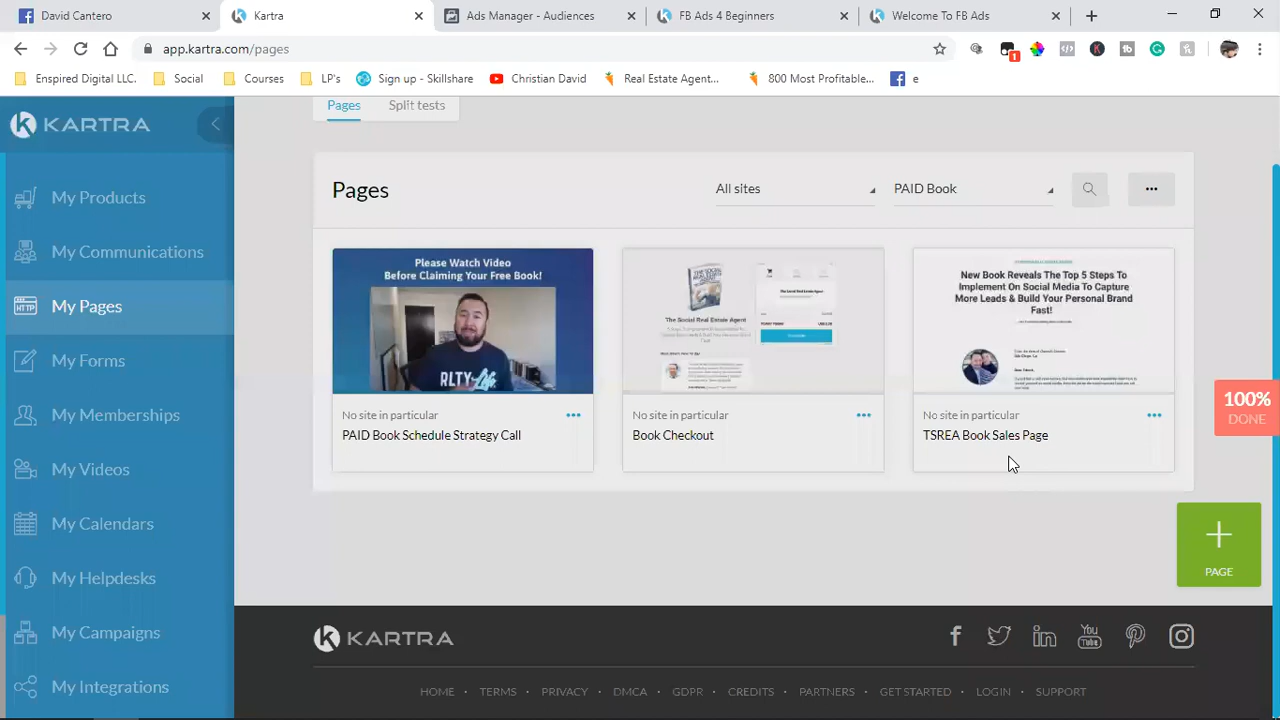 David Cantero
Kartra
Ads Manager - Audiences
FB Ads 4 Beginners
Welcome To FB Ads
app.kartra.com/pages
1
Enspired Digital LLC.
Social
Courses
LP's
Sign up - Skillshare
Christian David
Real Estate Agent...
800 Most Profitable...
e
KARTRA
Pages
Split tests
My Products
My Communications
My Pages
My Forms
My Memberships
My Videos
My Calendars
My Helpdesks
My Campaigns
My Integrations
Pages
All sites
PAID Book
Please Watch Video
Before Claiming Your Free Book!
RLTY Life
No site in particular
PAID Book Schedule Strategy Call
The Social Real Estate Agent
No site in particular
Book Checkout
New Book Reveals The Top 5 Steps To
Implement On Social Media To Capture
More Leads & Build Your Personal Brand
Fast!
No site in particular
TSREA Book Sales Page
100%
DONE
PAGE
KARTRA
HOME · TERMS · PRIVACY · DMCA · GDPR · CREDITS · PARTNERS · GET STARTED · LOGIN · SUPPORT